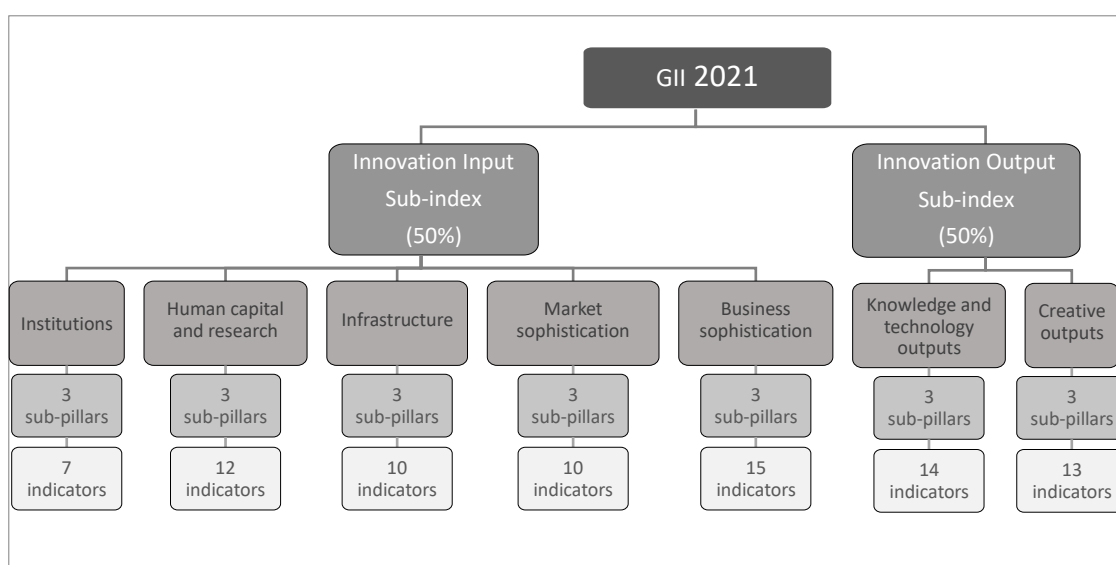 GII 2021
Innovation Input
Sub-index
(50%)
Innovation Output
Sub-index
(50%)
Institutions
Human capital
and research
Infrastructure
Market
sophistication
Business
sophistication
Knowledge and
technology
outputs
Creative
outputs
3
sub-pillars
3
sub-pillars
3
sub-pillars
3
sub-pillars
3
sub-pillars
3
sub-pillars
3
sub-pillars
7
indicators
12
indicators
10
indicators
10
indicators
15
indicators
14
indicators
13
indicators